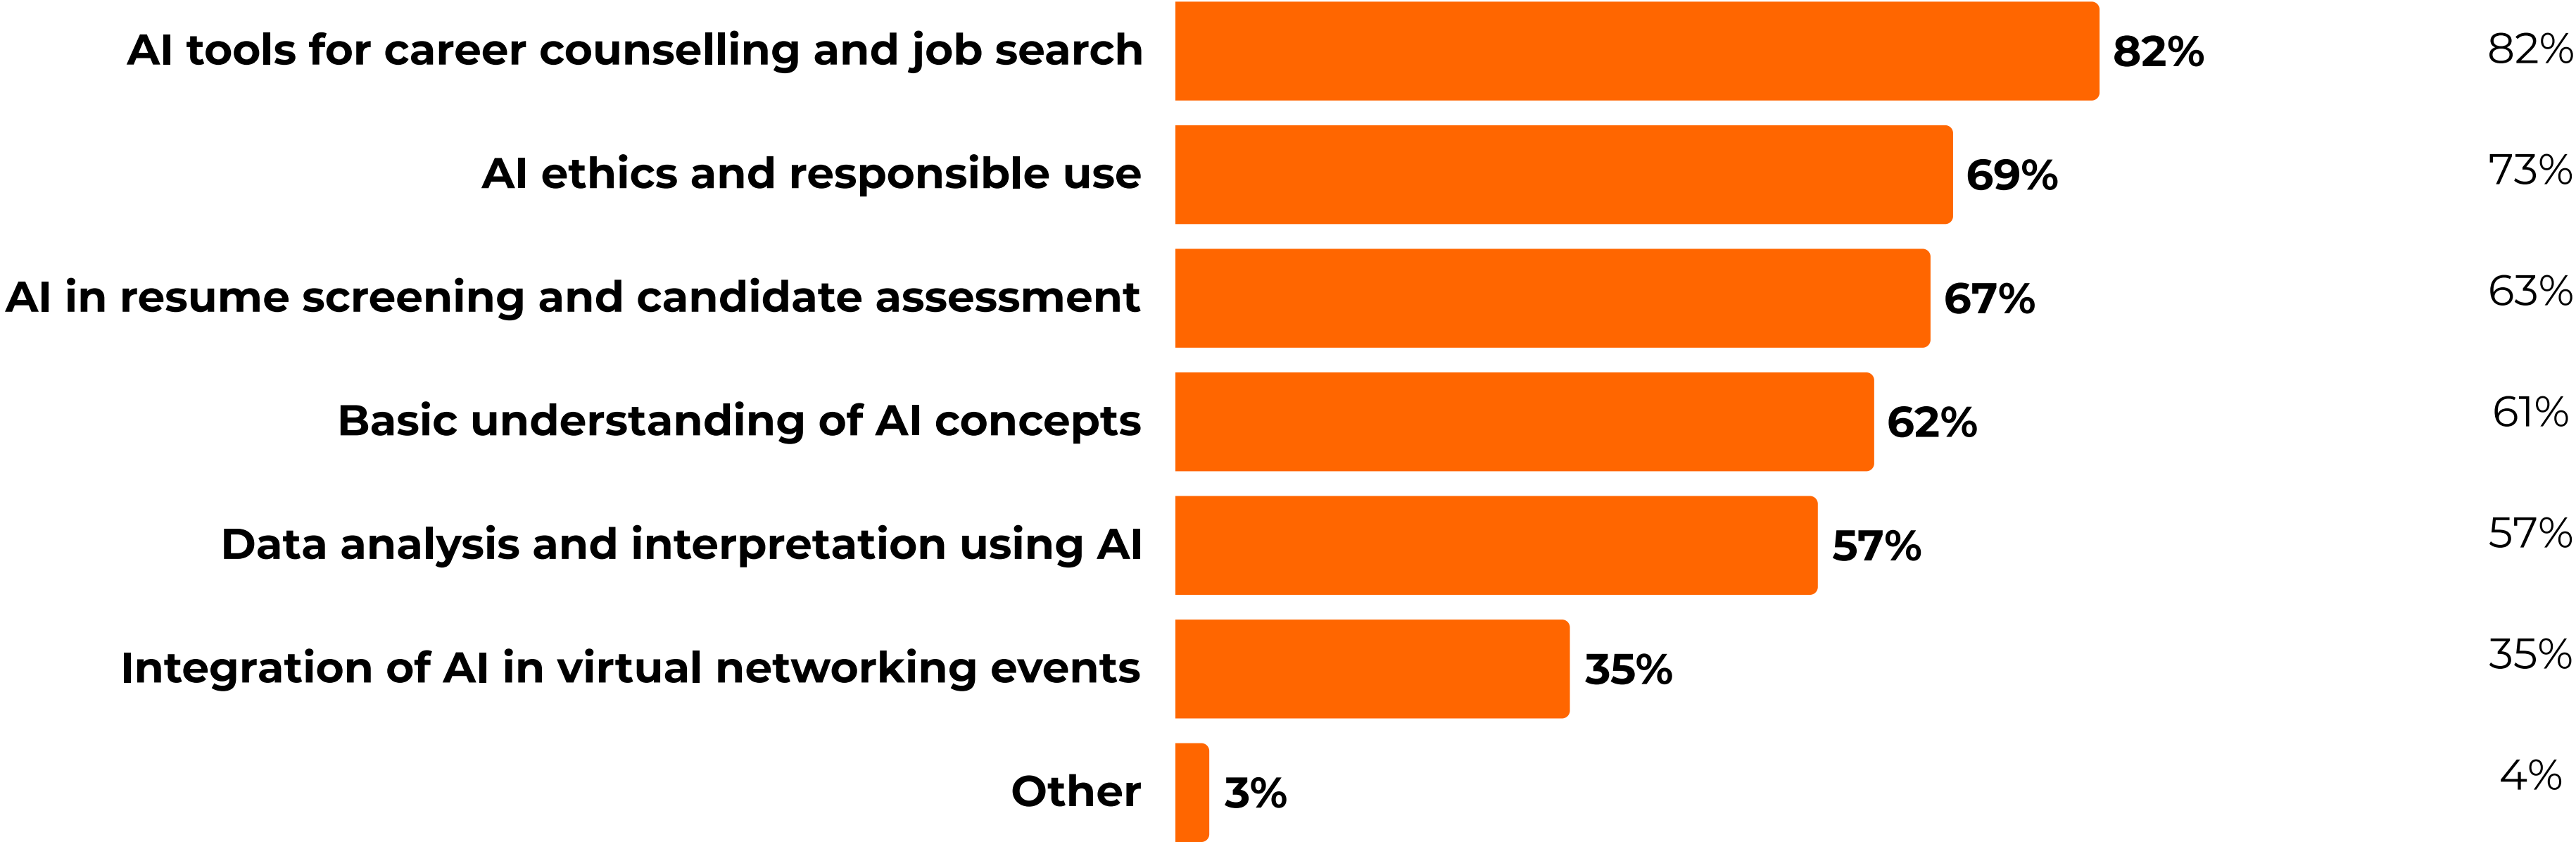 AI tools for career counselling and job search 82% 82%
AI ethics and responsible use 69% 73%
AI in resume screening and candidate assessment 67% 63%
Basic understanding of AI concepts 62% 61%
Data analysis and interpretation using AI 57% 57%
Integration of AI in virtual networking events 35% 35%
Other 3% 4%